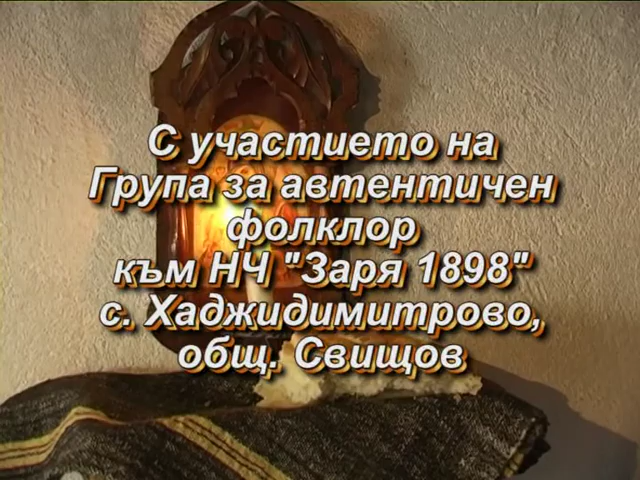 С участието на
Група за автентичен
фолклор
към НЧ "Заря 1898"
с. Хаджидимитрово,
общ. Свищов